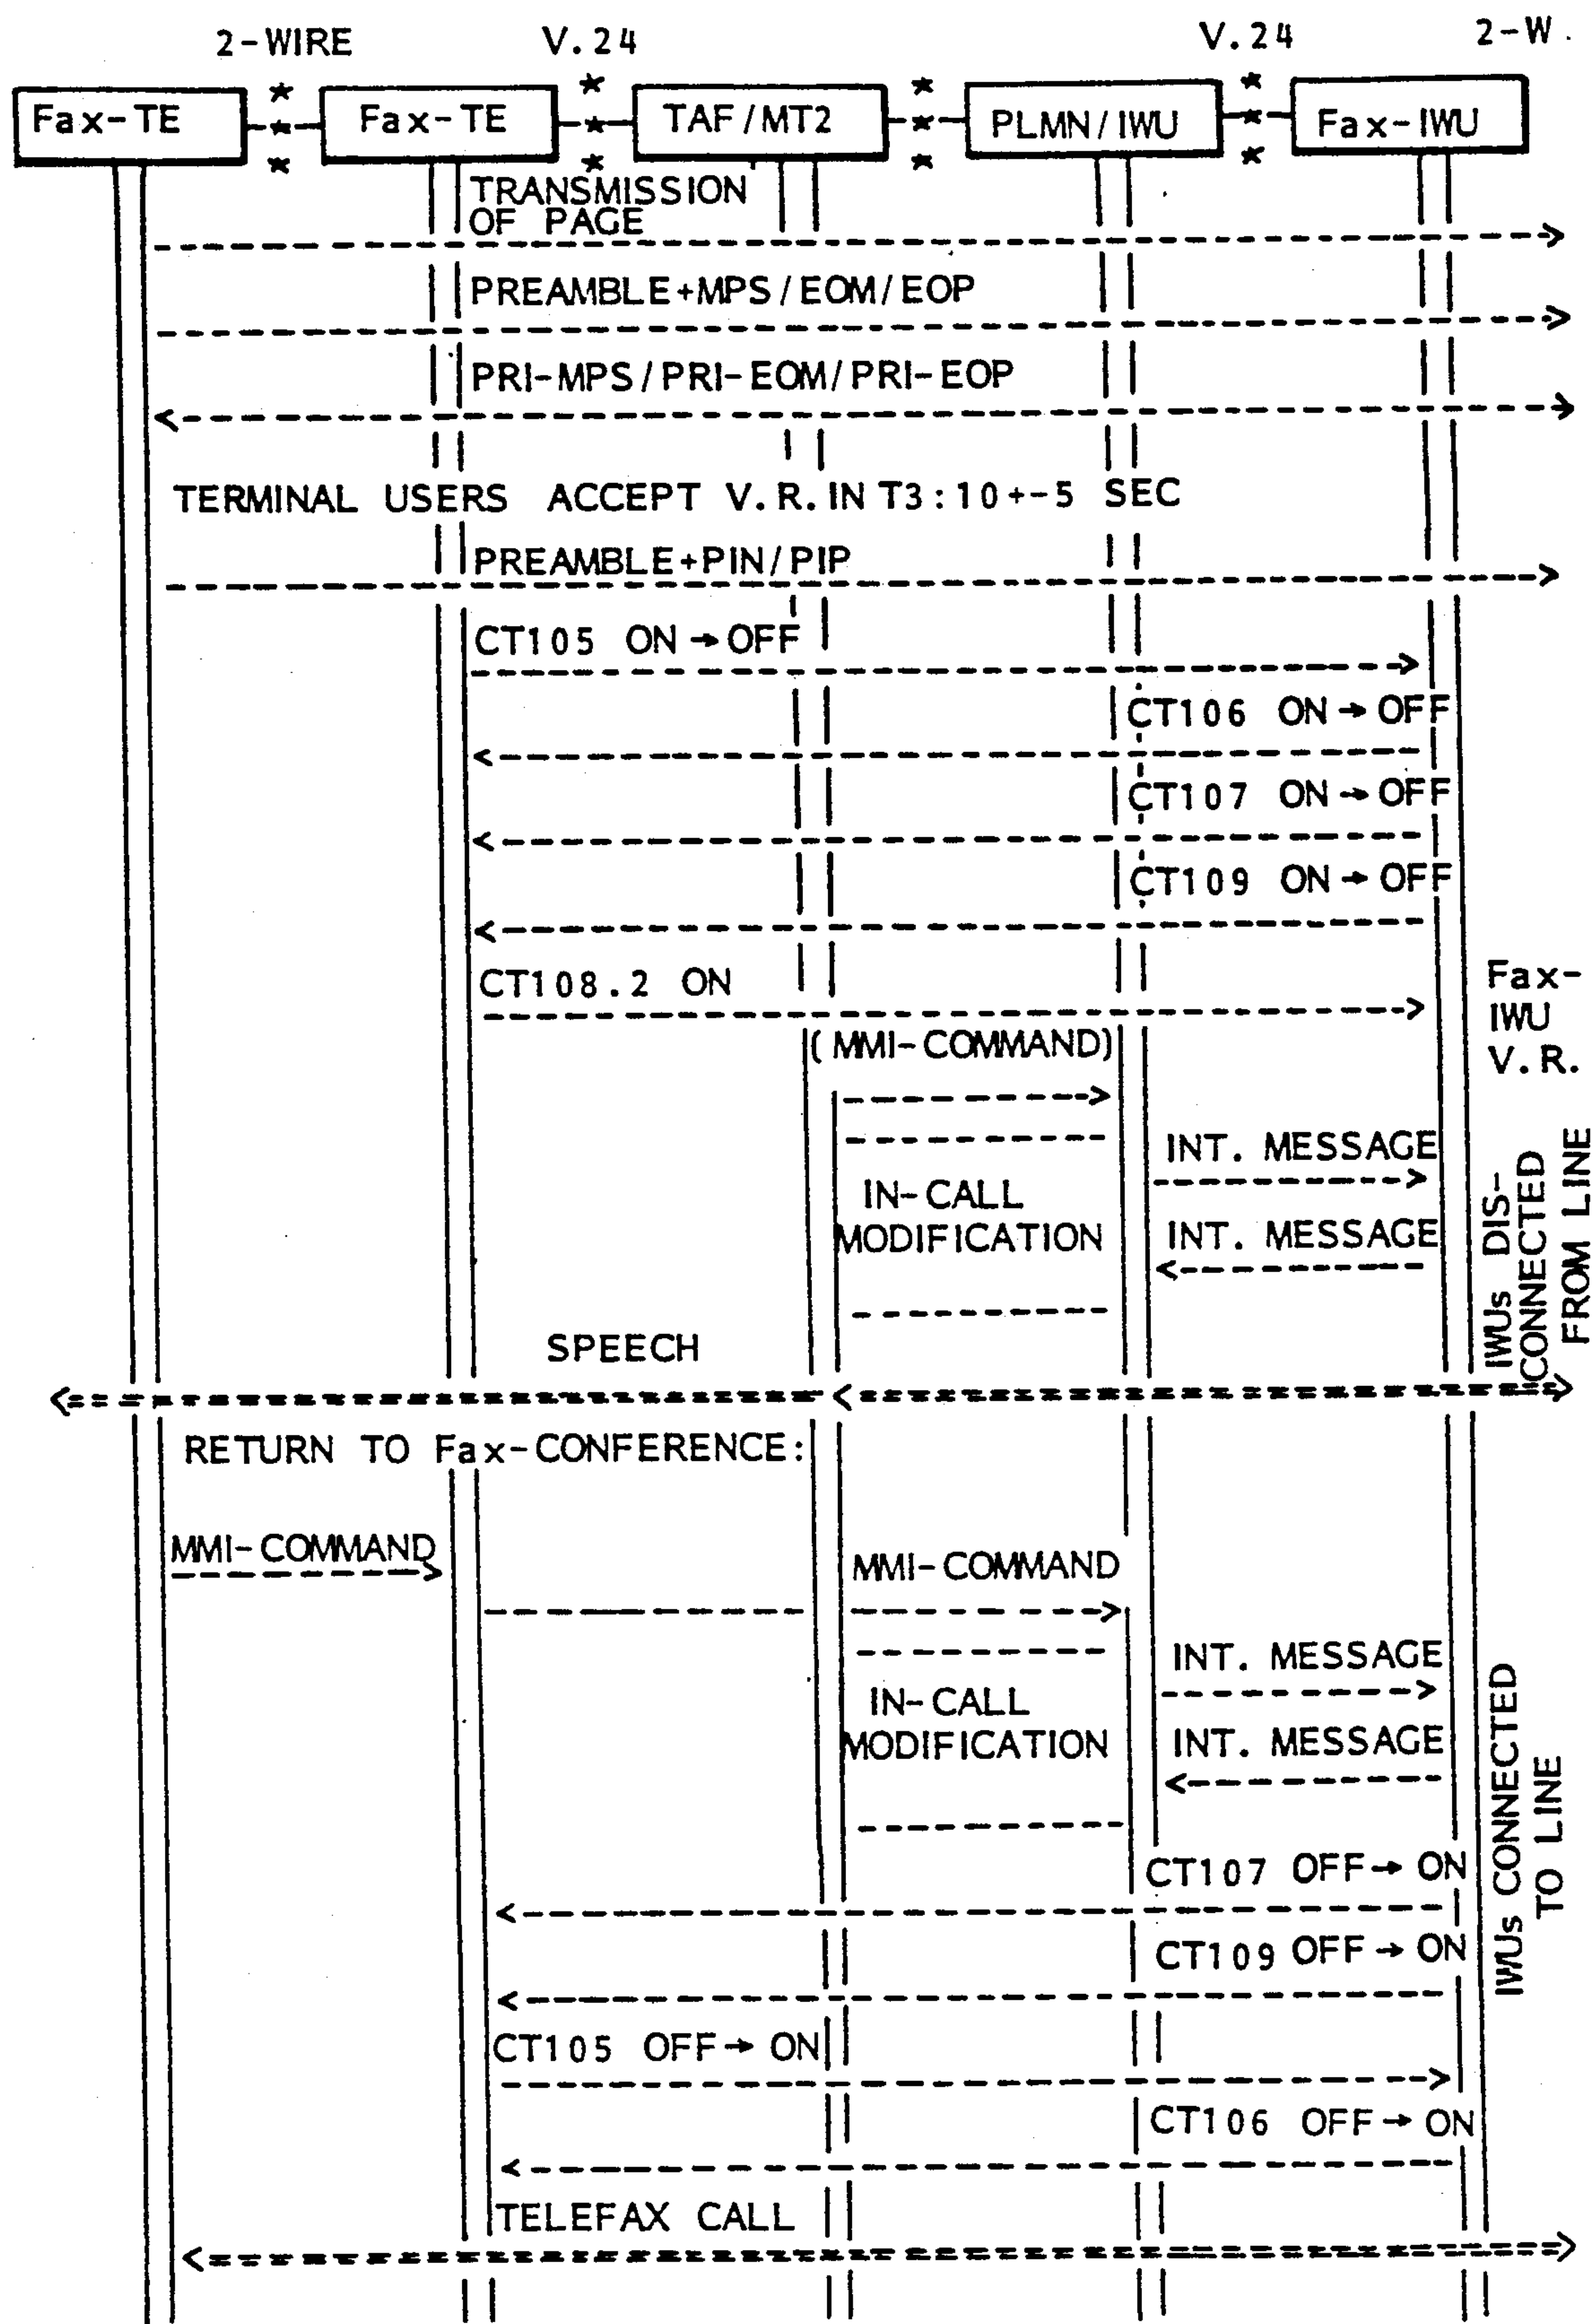 2-WIRE V.24 V.24 2-W.
Fax-TE Fax-TE TAF/MT2 PLMN/IWU Fax-IWU
TRANSMISSION
OF PAGE
PREAMBLE+MPS/EOM/EOP
PRI-MPS/PRI-EOM/PRI-EOP
TERMINAL USERS ACCEPT V.R. IN T3:10+-5 SEC
PREAMBLE+PIN/PIP
CT105 ON→OFF
CT106 ON→OFF
CT107 ON→OFF
CT109 ON→OFF
CT108.2 ON
Fax-
IWU
V.R.
(MMI-COMMAND)
INT. MESSAGE
IN-CALL
MODIFICATION
INT. MESSAGE
IWUs DIS-
CONNECTED
FROM LINE
SPEECH
RETURN TO Fax-CONFERENCE:
MMI-COMMAND
MMI-COMMAND
INT. MESSAGE
IN-CALL
MODIFICATION
INT. MESSAGE
IWUs CONNECTED
TO LINE
CT107 OFF→ON
CT109 OFF→ON
CT105 OFF→ON
CT106 OFF→ON
TELEFAX CALL